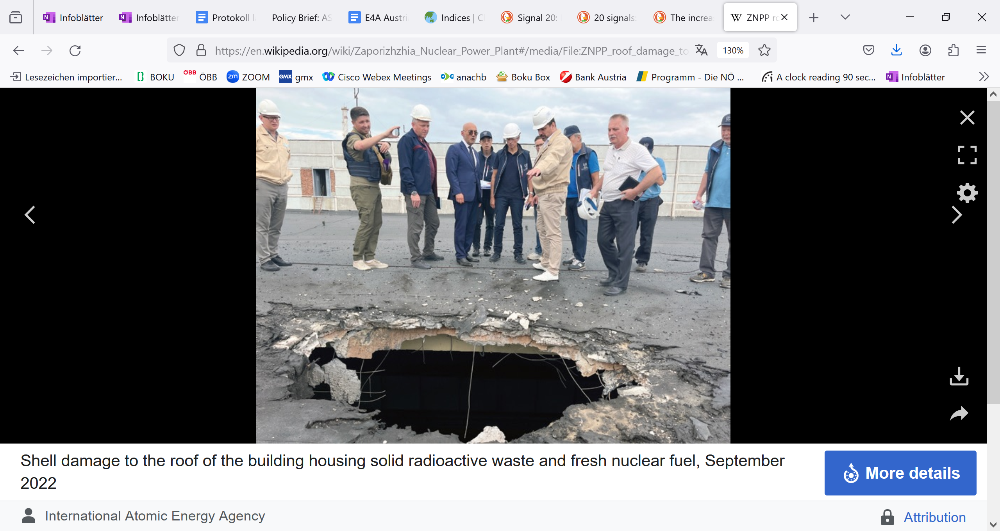 Infoblätter
Infoblätter
Protokoll
Policy Brief: AS
E4A Austri
Indices | C
Signal 20:
20 signals:
The increa
ZNPP ro
https://en.wikipedia.org/wiki/Zaporizhzhia_Nuclear_Power_Plant#/media/File:ZNPP_roof_damage_to
130%
Lesezeichen importier...
BOKU
ÖBB ÖBB
zm ZOOM
GMX gmx
Cisco Webex Meetings
anachb
Boku Box
Bank Austria
Programm - Die NÖ ...
A clock reading 90 sec...
Infoblätter
Shell damage to the roof of the building housing solid radioactive waste and fresh nuclear fuel, September
2022
More details
International Atomic Energy Agency
Attribution